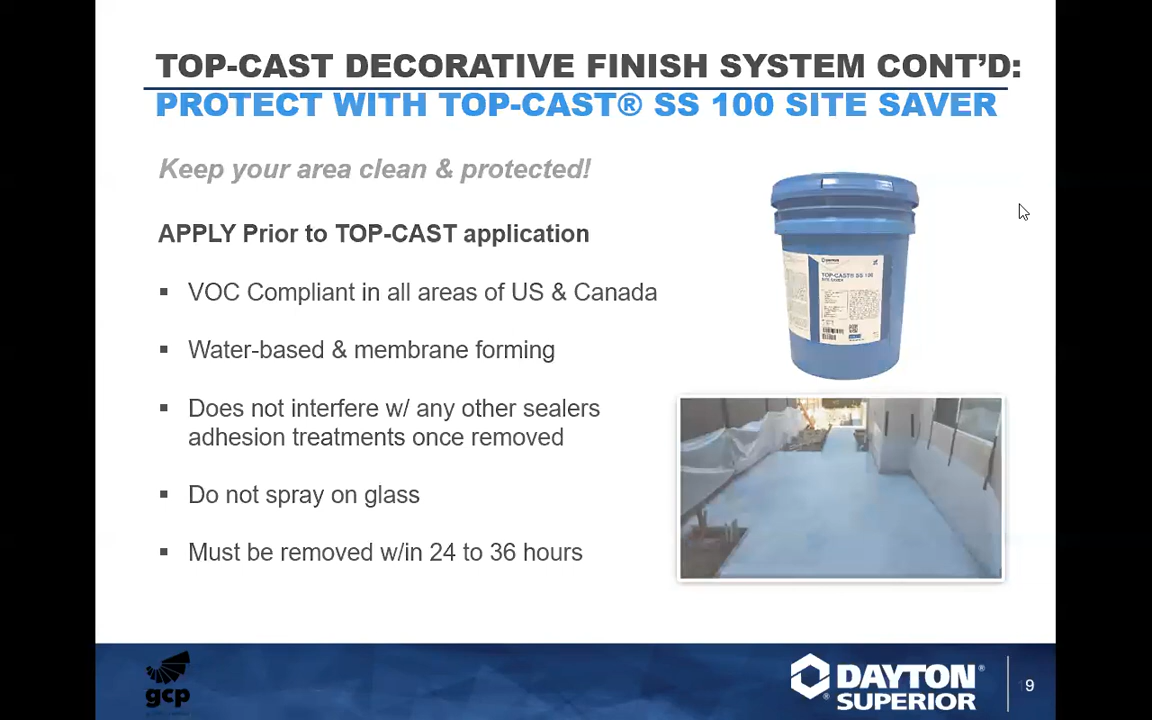 TOP-CAST DECORATIVE FINISH SYSTEM CONT'D:
PROTECT WITH TOP-CAST® SS 100 SITE SAVER
Keep your area clean & protected!
APPLY Prior to TOP-CAST application
▪ VOC Compliant in all areas of US & Canada
▪ Water-based & membrane forming
▪ Does not interfere w/ any other sealers
adhesion treatments once removed
▪ Do not spray on glass
▪ Must be removed w/in 24 to 36 hours
TOP-CAST® SS 100
SITE SAVER
gcp
DAYTON®
SUPERIOR
®
19